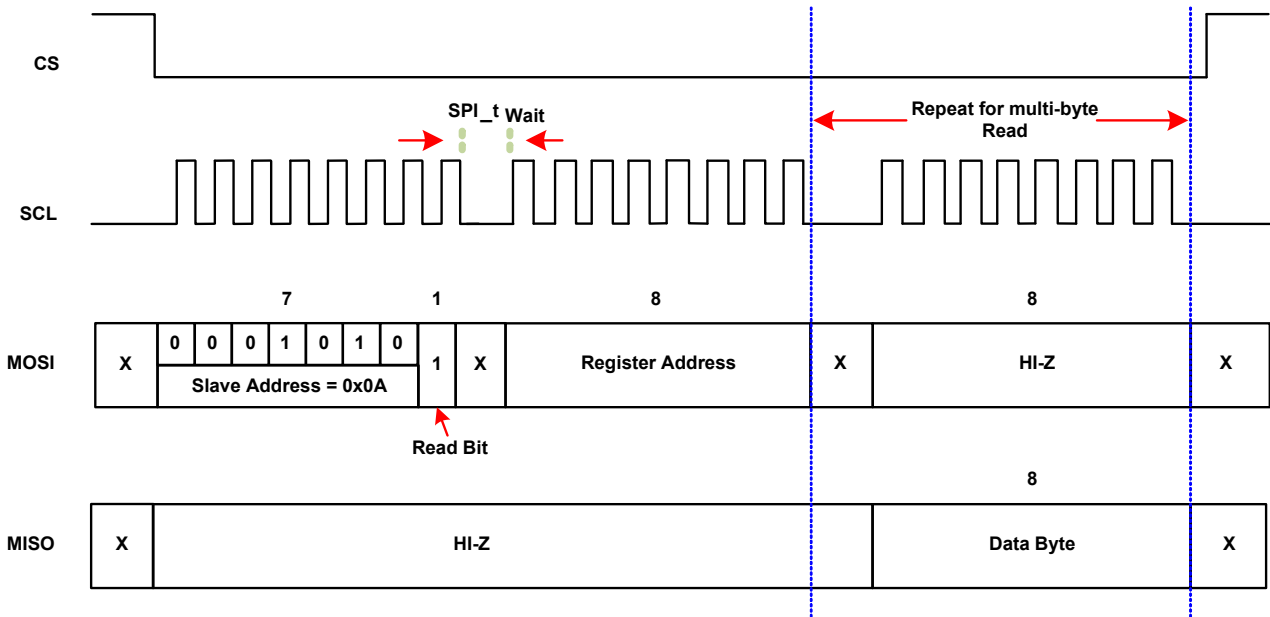 CS
SPI_t Wait
Repeat for multi-byte
Read
SCL
7 1 8 8
MOSI
X 0 0 0 1 0 1 0 1 X Register Address X HI-Z X
Slave Address = 0x0A
Read Bit
8
MISO
X HI-Z Data Byte X